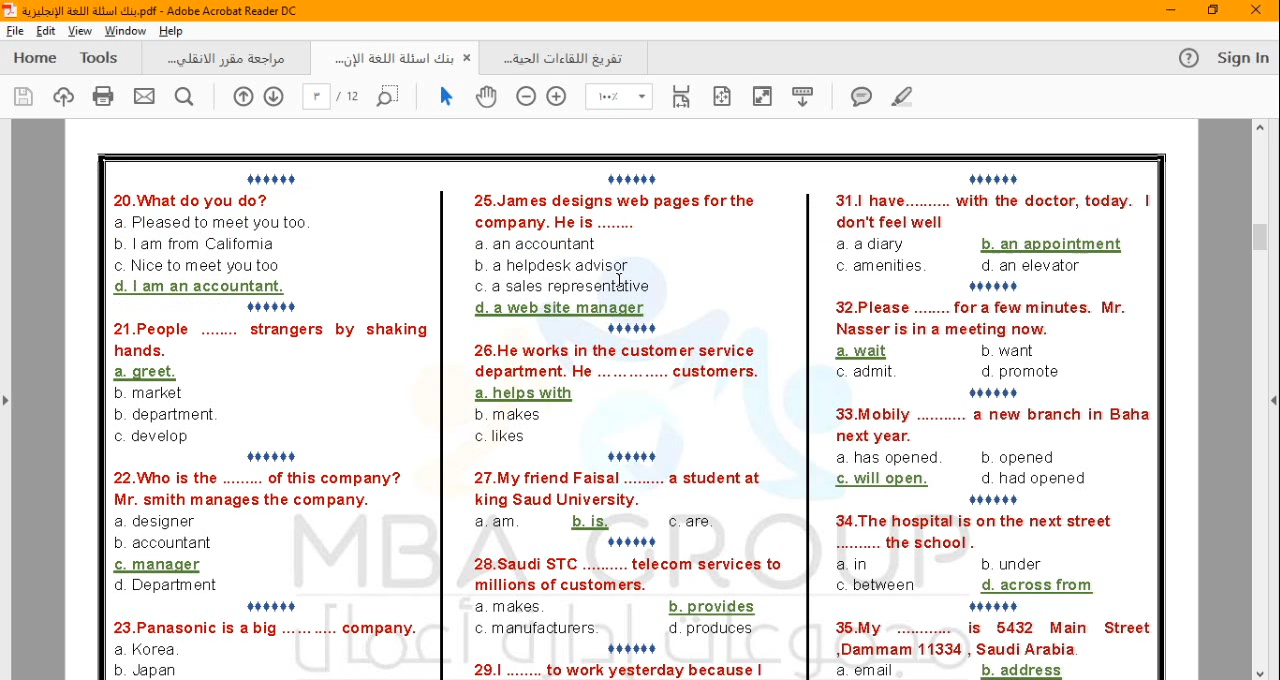 بنك اسئلة اللغة الإنجليزية.pdf - Adobe Acrobat Reader DC
File Edit View Window Help
Home Tools مراجعة مقرر الانقلي... بنك اسئلة اللغة الإن... × تفريغ اللقاءات الحية... Sign In
٣ / 12 ١٠٠٪
♦♦♦♦♦♦
20.What do you do?
a. Pleased to meet you too.
b. I am from California
c. Nice to meet you too
d. I am an accountant.
♦♦♦♦♦♦
21.People ........ strangers by shaking
hands.
a. greet.
b. market
b. department.
c. develop
♦♦♦♦♦♦
22.Who is the ......... of this company?
Mr. smith manages the company.
a. designer
b. accountant
c. manager
d. Department
♦♦♦♦♦♦
23.Panasonic is a big ... ... ..... company.
a. Korea.
b. Japan
♦♦♦♦♦♦
25.James designs web pages for the
company. He is ........
a. an accountant
b. a helpdesk advisor
c. a sales representative
d. a web site manager
♦♦♦♦♦♦
26.He works in the customer service
department. He ... ... ... ..... customers.
a. helps with
b. makes
c. likes
♦♦♦♦♦♦
27.My friend Faisal ......... a student at
king Saud University.
a. am. b. is. c. are.
♦♦♦♦♦♦
28.Saudi STC .......... telecom services to
millions of customers.
a. makes. b. provides
c. manufacturers. d. produces
♦♦♦♦♦♦
29.I ........ to work yesterday because I
♦♦♦♦♦♦
31.I have.......... with the doctor, today. I
don't feel well
a. a diary b. an appointment
c. amenities. d. an elevator
♦♦♦♦♦♦
32.Please ........ for a few minutes. Mr.
Nasser is in a meeting now.
a. wait b. want
c. admit. d. promote
♦♦♦♦♦♦
33.Mobily ........... a new branch in Baha
next year.
a. has opened. b. opened
c. will open. d. had opened
♦♦♦♦♦♦
34.The hospital is on the next street
.......... the school .
a. in b. under
c. between d. across from
♦♦♦♦♦♦
35.My ............ is 5432 Main Street
,Dammam 11334 , Saudi Arabia.
a. email b. address
MBA GROUP
مجموعات إدارة أعمال